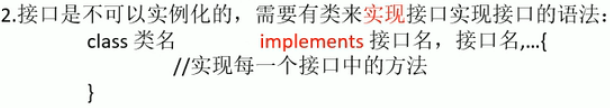 2.接口是不可以实例化的，需要有类来实现接口实现接口的语法：
class 类名 implements 接口名，接口名,…{
//实现每一个接口中的方法
}